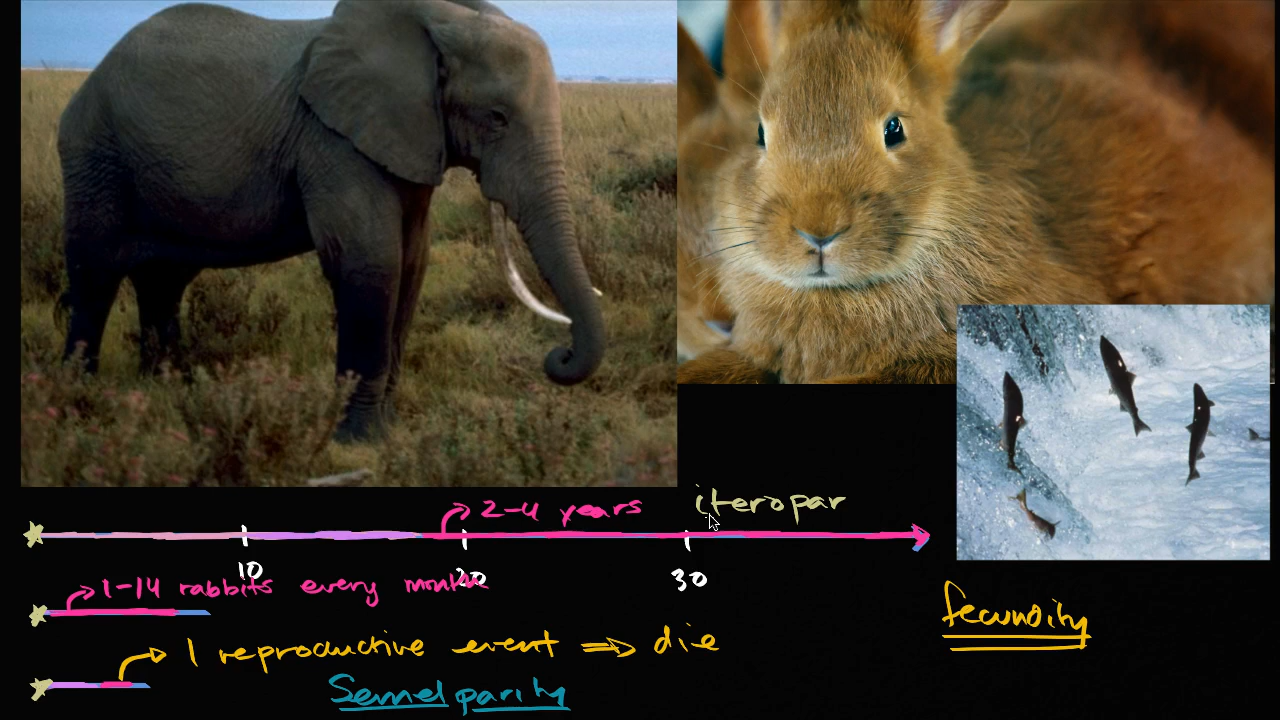 2-4 years iteropar
10 20 30
1-14 rabbits every month
fecundity
1 reproductive event ⇒ die
Semelparity